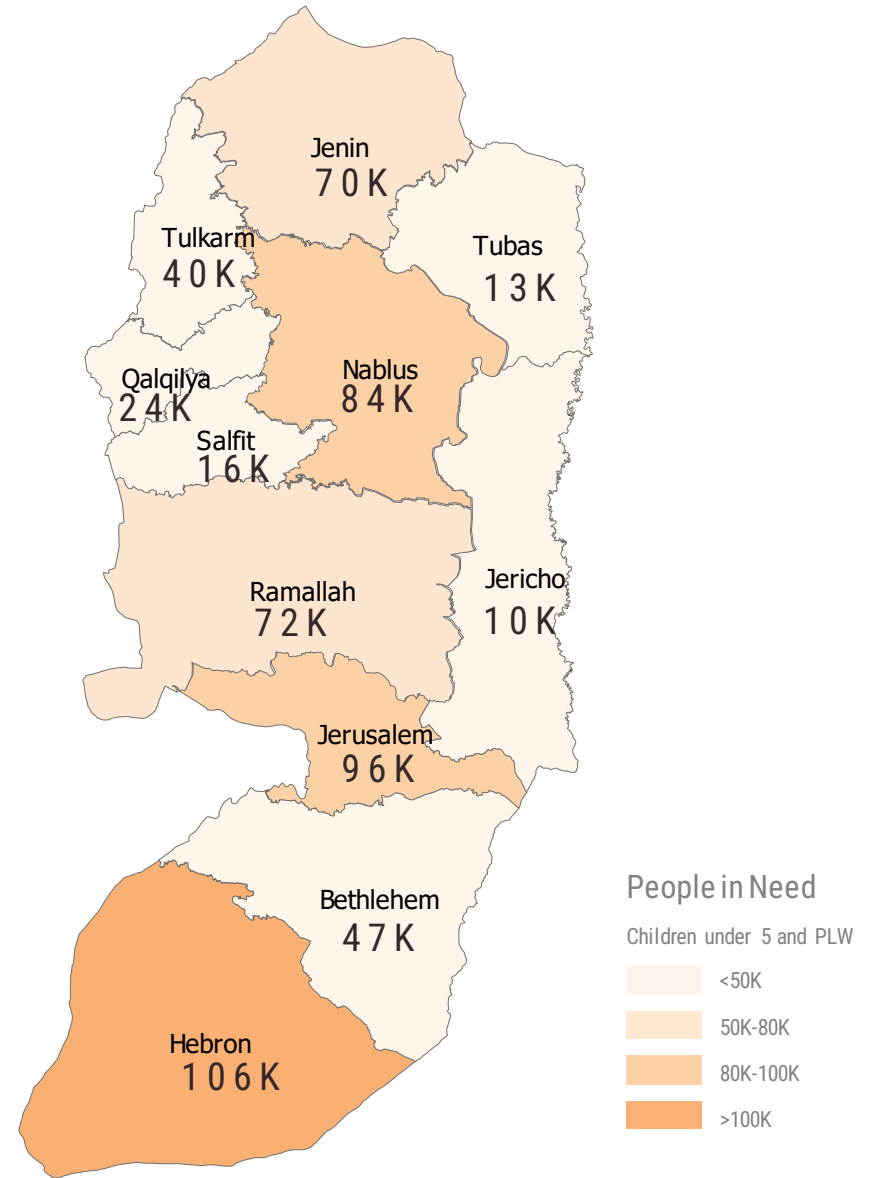 Jenin
70K
Tulkarm
40K
Tubas
13K
Qalqilya
24K
Nablus
84K
Salfit
16K
Ramallah
72K
Jericho
10K
Jerusalem
96K
Bethlehem
47K
Hebron
106K
People in Need
Children under 5 and PLW
<50K
50K-80K
80K-100K
>100K